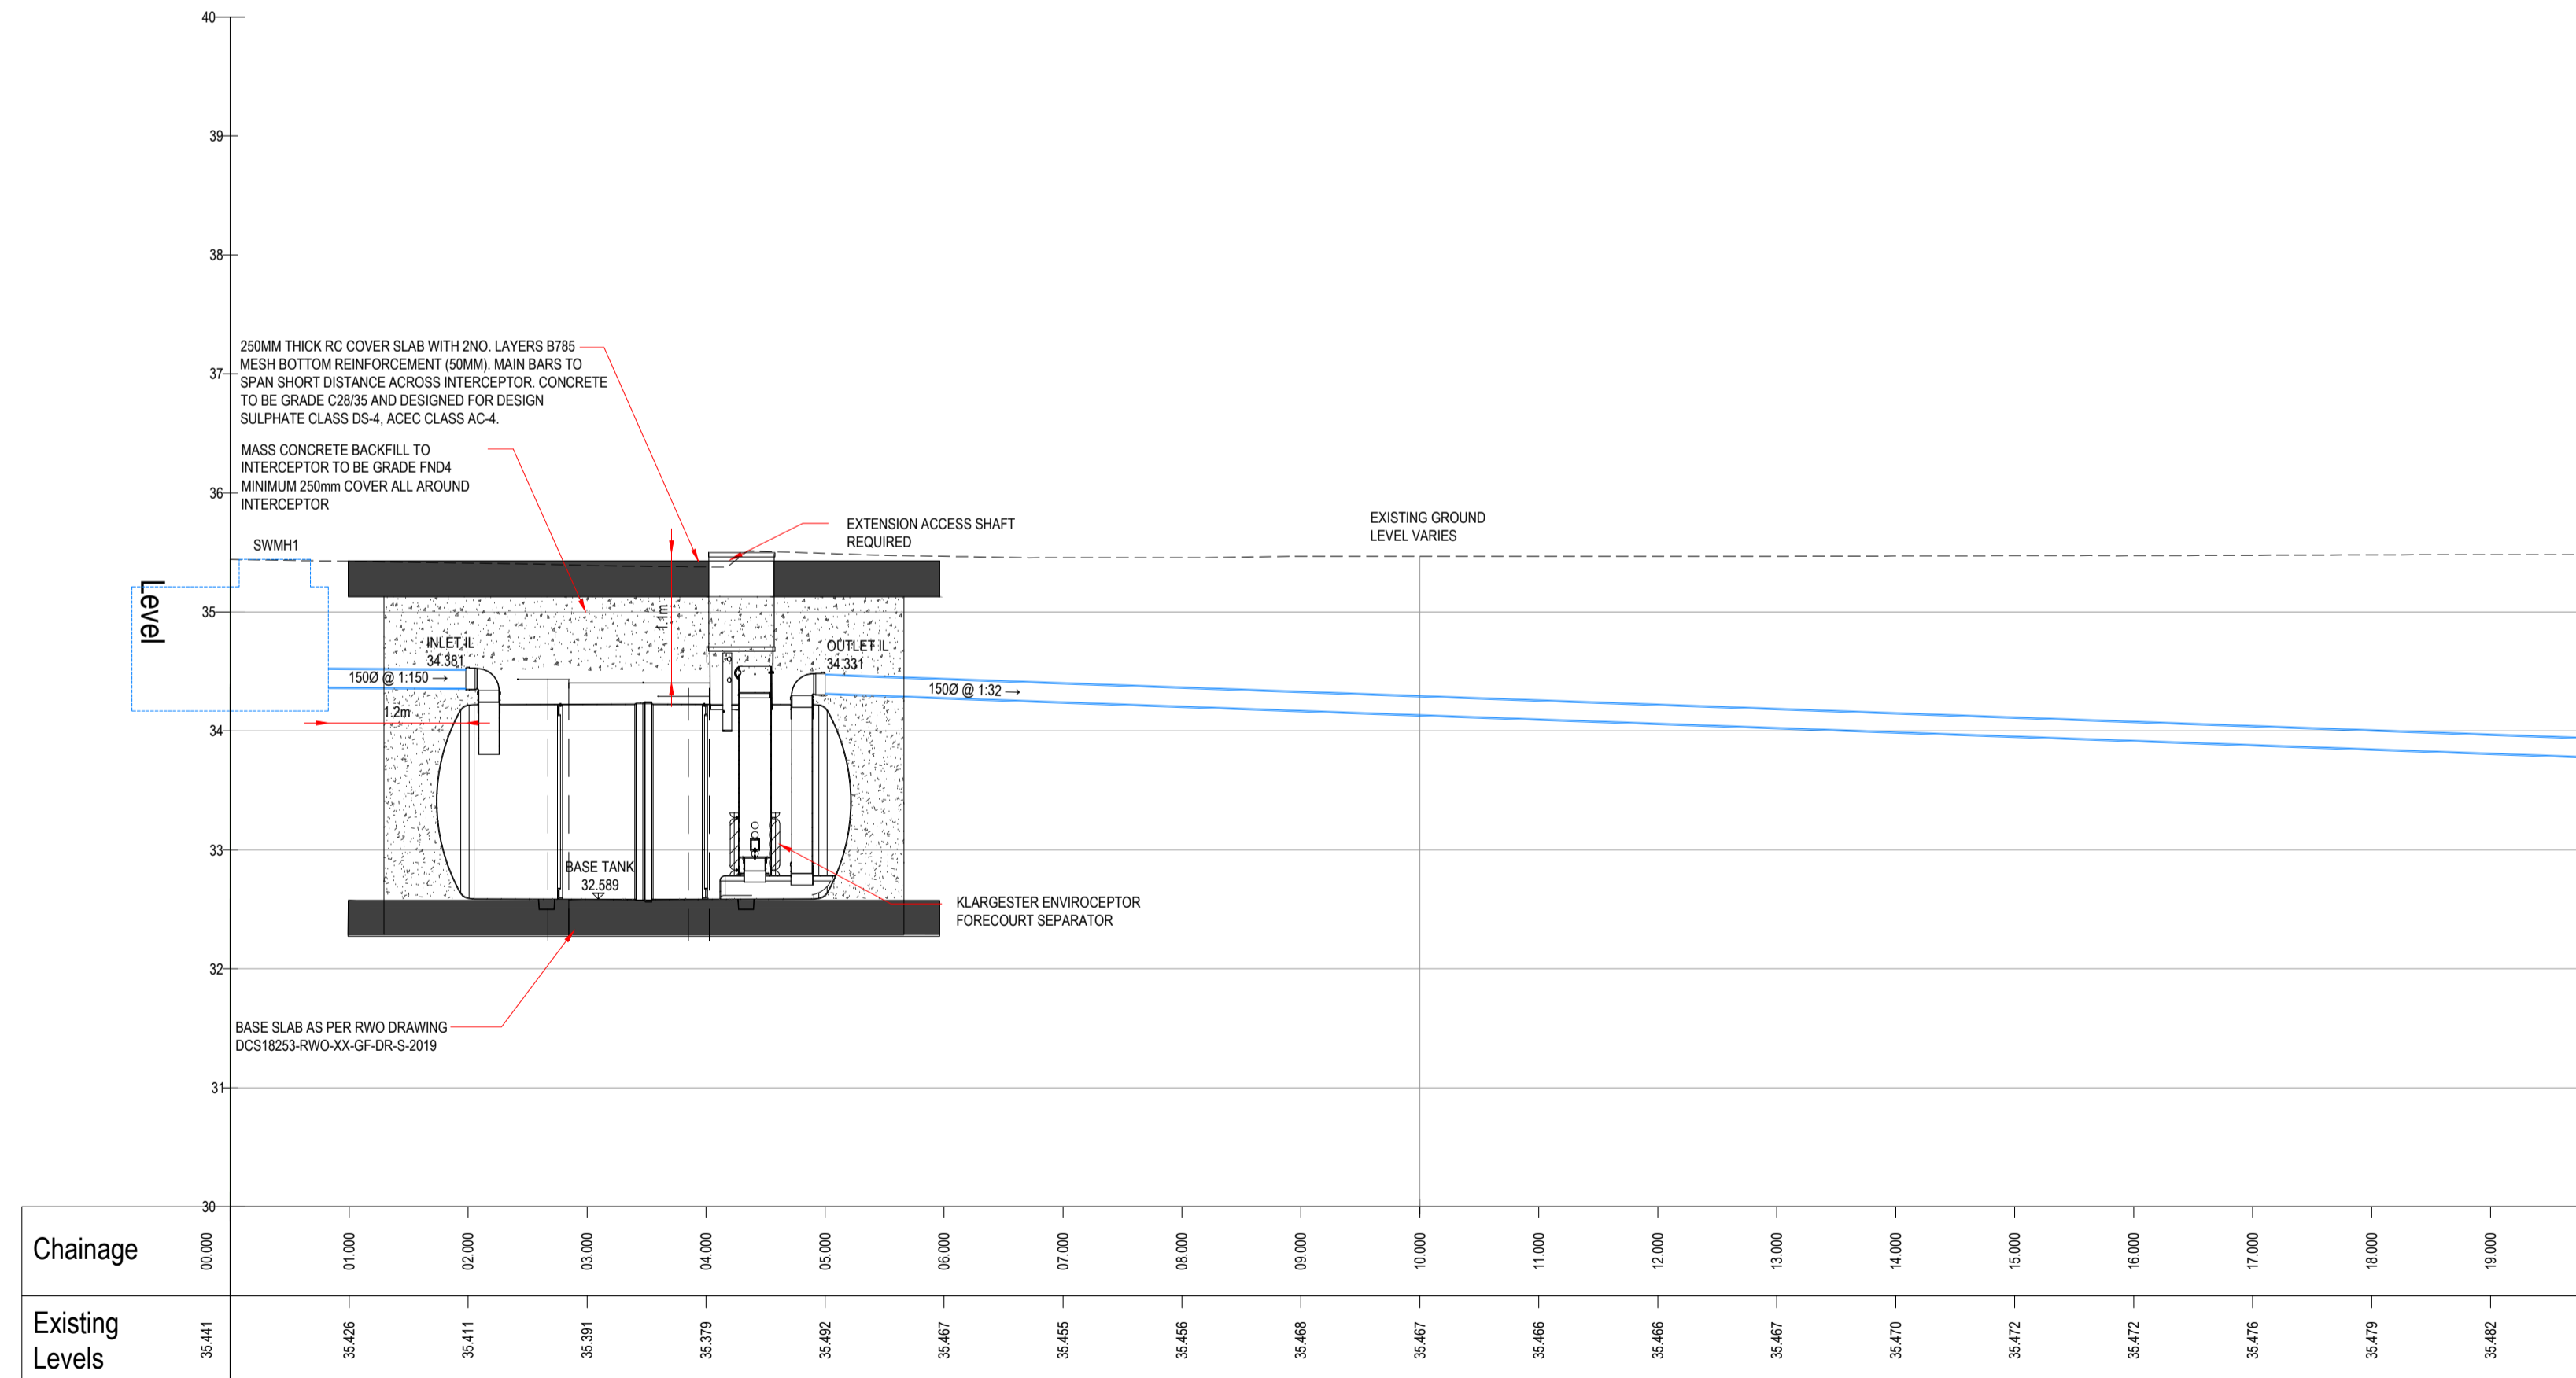 40
39
38
37
36
35
34
33
32
31
30
Level
250MM THICK RC COVER SLAB WITH 2NO. LAYERS B785
MESH BOTTOM REINFORCEMENT (50MM). MAIN BARS TO
SPAN SHORT DISTANCE ACROSS INTERCEPTOR. CONCRETE
TO BE GRADE C28/35 AND DESIGNED FOR DESIGN
SULPHATE CLASS DS-4, ACEC CLASS AC-4.
MASS CONCRETE BACKFILL TO
INTERCEPTOR TO BE GRADE FND4
MINIMUM 250mm COVER ALL AROUND
INTERCEPTOR
SWMH1
EXTENSION ACCESS SHAFT
REQUIRED
EXISTING GROUND
LEVEL VARIES
1.1m
INLET IL
34.381
OUTLET IL
34.331
150Ø @ 1:150 →
150Ø @ 1:32 →
1.2m
BASE TANK
32.589
KLARGESTER ENVIROCEPTOR
FORECOURT SEPARATOR
BASE SLAB AS PER RWO DRAWING
DCS18253-RWO-XX-GF-DR-S-2019
Chainage
00.000
01.000
02.000
03.000
04.000
05.000
06.000
07.000
08.000
09.000
10.000
11.000
12.000
13.000
14.000
15.000
16.000
17.000
18.000
19.000
Existing
Levels
35.441
35.426
35.411
35.391
35.379
35.492
35.467
35.455
35.456
35.468
35.467
35.466
35.466
35.467
35.470
35.472
35.472
35.476
35.479
35.482